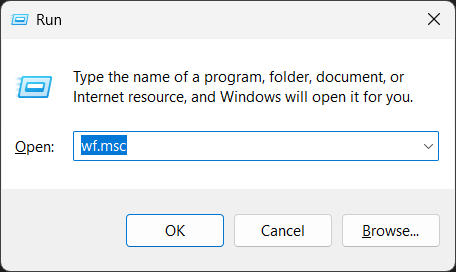 Run
Type the name of a program, folder, document, or
Internet resource, and Windows will open it for you.
Open: wf.msc
OK Cancel Browse...